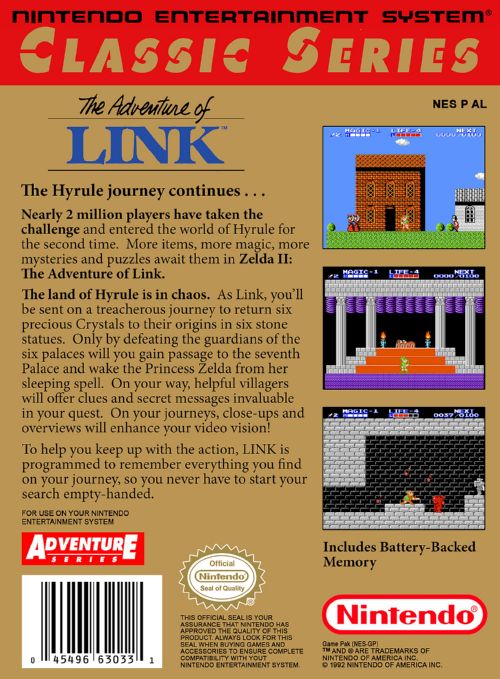 NINTENDO ENTERTAINMENT SYSTEM®
CLASSIC SERIES
The Adventure of
LINK™
NES P AL
The Hyrule journey continues . . .
Nearly 2 million players have taken the
challenge and entered the world of Hyrule for
the second time. More items, more magic, more
mysteries and puzzles await them in Zelda II:
The Adventure of Link.
The land of Hyrule is in chaos. As Link, you'll
be sent on a treacherous journey to return six
precious Crystals to their origins in six stone
statues. Only by defeating the guardians of the
six palaces will you gain passage to the seventh
Palace and wake the Princess Zelda from her
sleeping spell. On your way, helpful villagers
will offer clues and secret messages invaluable
in your quest. On your journeys, close-ups and
overviews will enhance your video vision!
To help you keep up with the action, LINK is
programmed to remember everything you find
on your journey, so you never have to start your
search empty-handed.
FOR USE ON YOUR NINTENDO
ENTERTAINMENT SYSTEM
ADVENTURE
SERIES
0 45496 63033 1
Official
Nintendo
Seal of Quality
THIS OFFICIAL SEAL IS YOUR
ASSURANCE THAT NINTENDO HAS
APPROVED THE QUALITY OF THIS
PRODUCT. ALWAYS LOOK FOR THIS
SEAL WHEN BUYING GAMES AND
ACCESSORIES TO ENSURE COMPLETE
COMPATIBILITY WITH YOUT
NINTENDO ENTERTAINMENT SYSTEM.
MAGIC-1 LIFE-4 NEXT
MAGIC-1 LIFE-4 NEXT
0000/0100
MAGIC-1 LIFE-4 NEXT
0037/0100
Includes Battery-Backed
Memory
Nintendo®
Game Pak (NES-GP)
™ AND ® ARE TRADEMARKS OF
NINTENDO OF AMERICA INC.
© 1992 NINTENDO OF AMERICA INC.